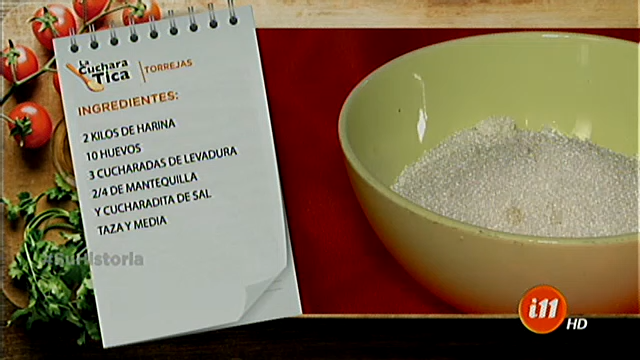 La
Cuchara
Tica
TORREJAS
INGREDIENTES:
2 KILOS DE HARINA
10 HUEVOS
3 CUCHARADAS DE LEVADURA
2/4 DE MANTEQUILLA
Y CUCHARADITA DE SAL
TAZA Y MEDIA
#TuHistoria
i11
HD